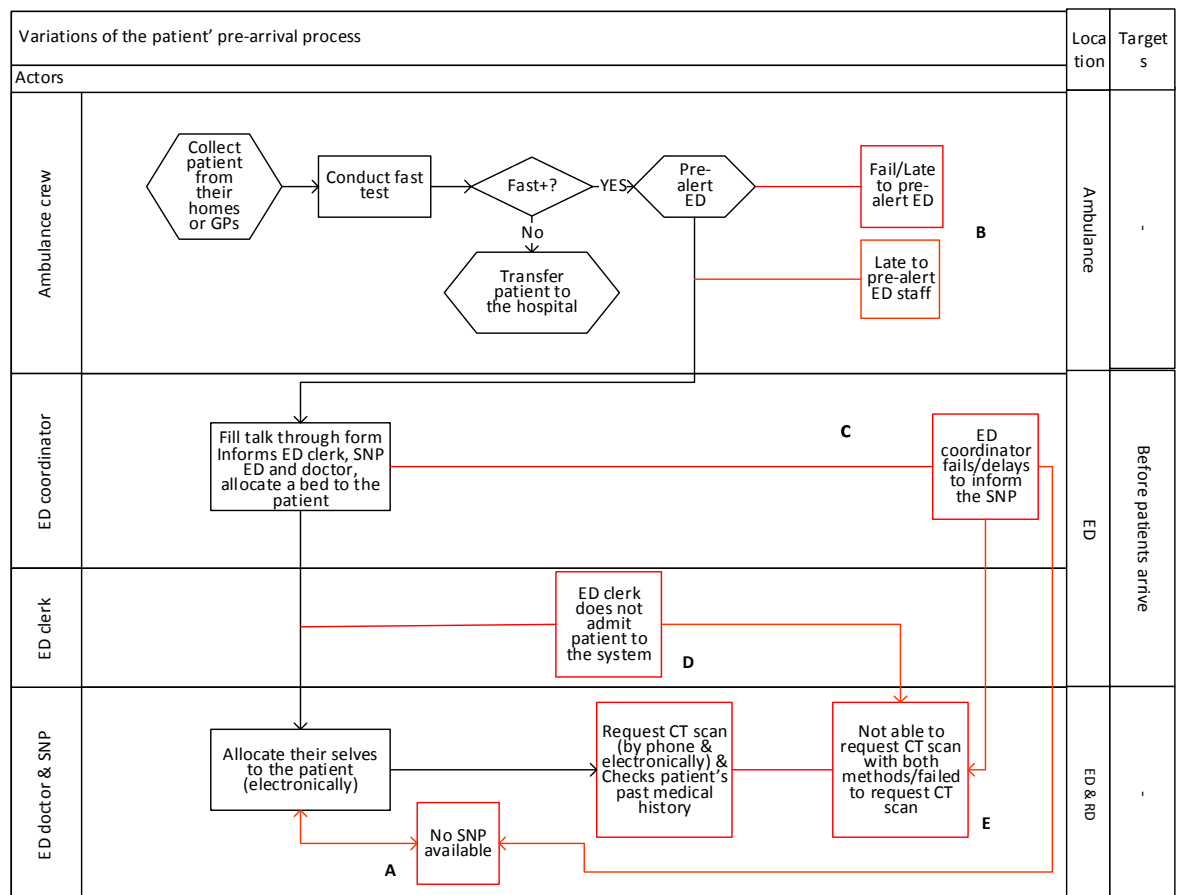 Variations of the patient’ pre-arrival process
Loca
tion
Target
s
Actors
Ambulance crew
Collect
patient
from
their
homes
or GPs
Conduct fast
test
Fast+?
YES
Pre-
alert
ED
Fail/Late
to pre-
alert ED
B
No
Transfer
patient to
the hospital
Late to
pre-alert
ED staff
Ambulance
-
ED coordinator
Fill talk through form
Informs ED clerk, SNP
ED and doctor,
allocate a bed to the
patient
C
ED
coordinator
fails/delays
to inform
the SNP
ED
Before patients arrive
ED clerk
ED clerk
does not
admit
patient to
the system
D
ED doctor & SNP
Allocate their selves
to the patient
(electronically)
Request CT scan
(by phone &
electronically) &
Checks patient’s
past medical
history
Not able to
request CT scan
with both
methods/failed
to request CT
scan
E
A
No SNP
available
ED & RD
-